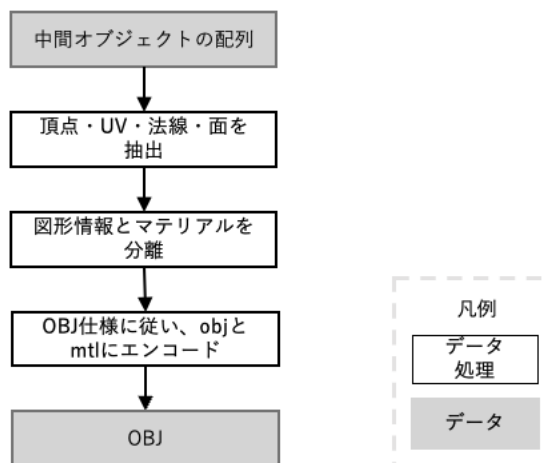 中間オブジェクトの配列
頂点・UV・法線・面を
抽出
図形情報とマテリアルを
分離
OBJ仕様に従い、objと
mtlにエンコード
OBJ
凡例
データ
処理
データ